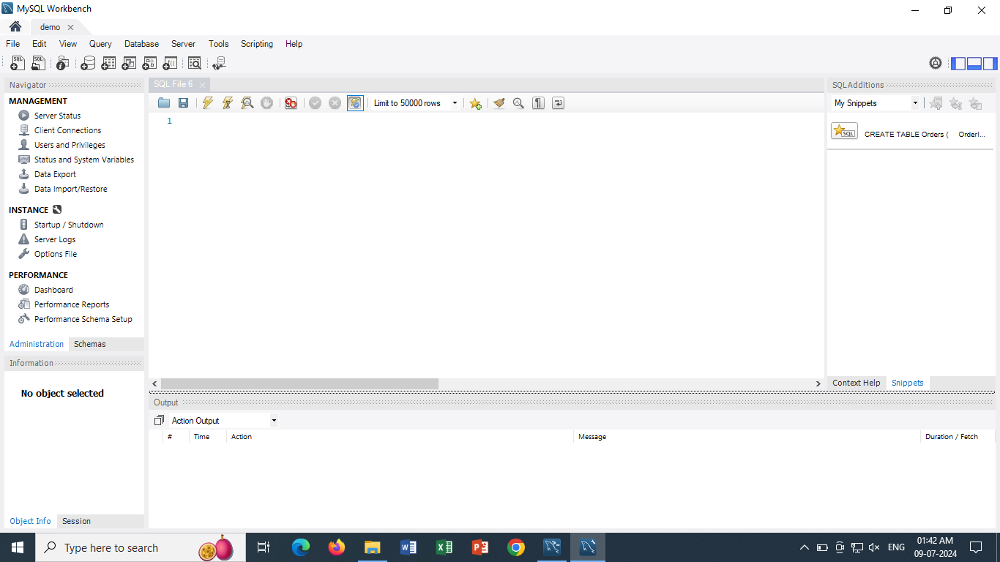 MySQL Workbench
demo
File Edit View Query Database Server Tools Scripting Help
Navigator
MANAGEMENT
Server Status
Client Connections
Users and Privileges
Status and System Variables
Data Export
Data Import/Restore
INSTANCE
Startup / Shutdown
Server Logs
Options File
PERFORMANCE
Dashboard
Performance Reports
Performance Schema Setup
Administration Schemas
Information
No object selected
Object Info Session
SQL File 6
Limit to 50000 rows
1
SQLAdditions
My Snippets
SQL CREATE TABLE Orders ( OrderI...
Context Help Snippets
Output
Action Output
# Time Action Message Duration / Fetch
Type here to search
ENG
01:42 AM
09-07-2024